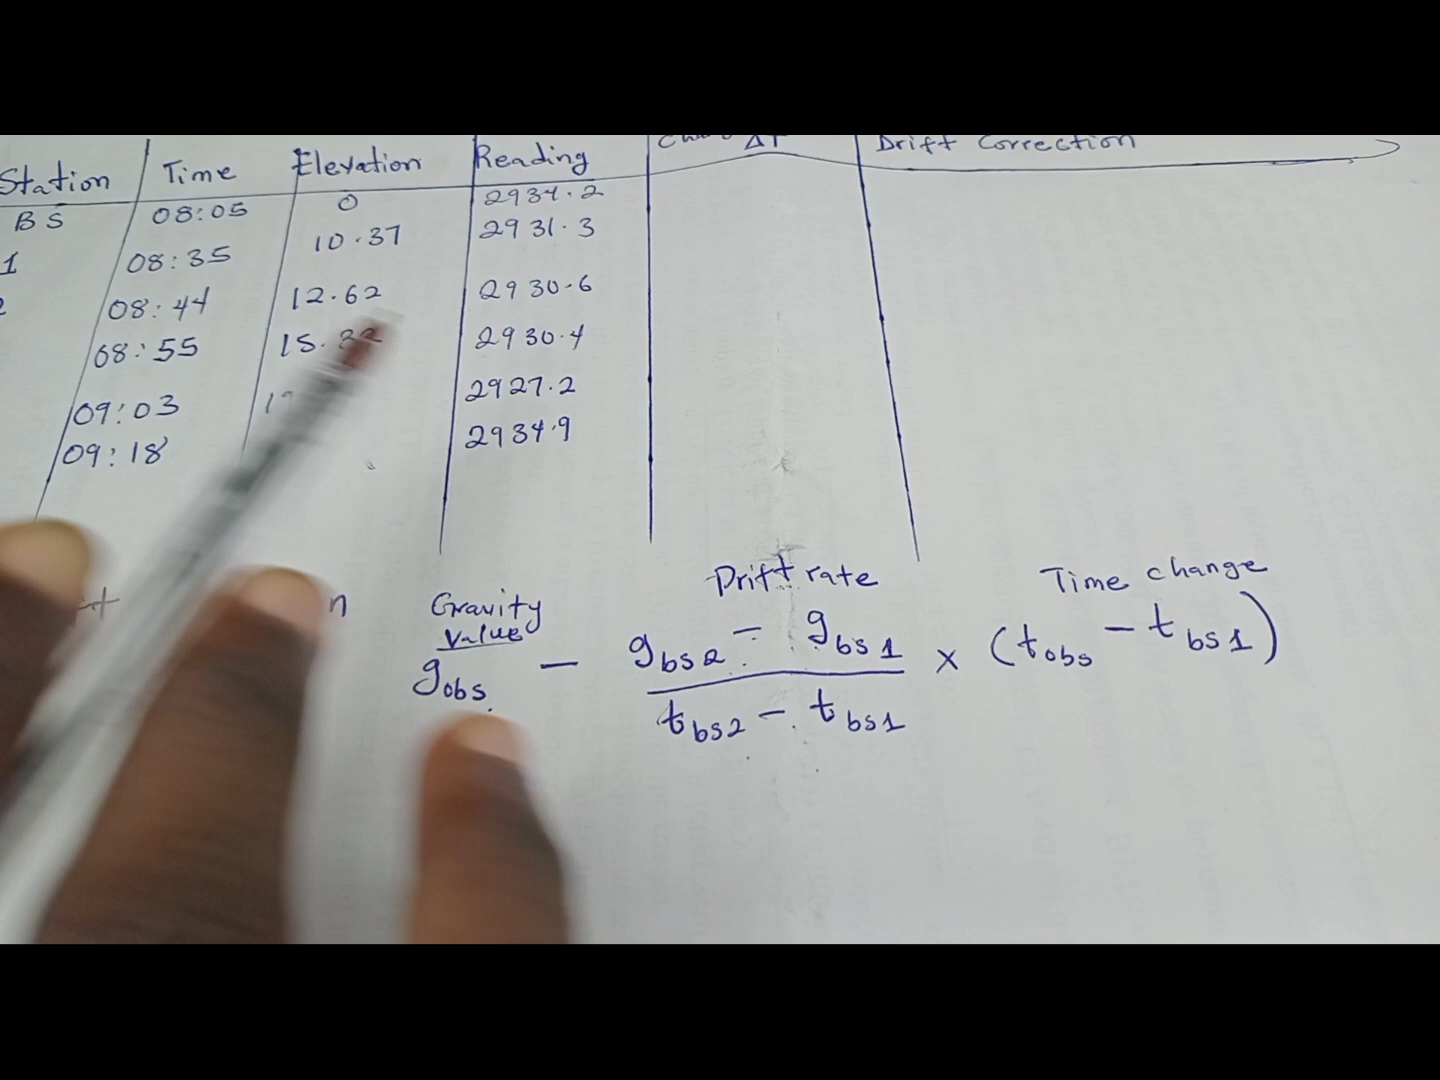 ΔT Drift Correction
Station Time Elevation Reading
BS 08:05 0 2934.2
1 08:35 10.37 2931.3
08:44 12.62 2930.6
08:55 15. 2930.4
09:03 2927.2
09:18 2934.9
Drift rate Time change
Gravity
Value
gobs - gbs2 - gbs1 × (tobs - tbs1)
tbs2 - tbs1